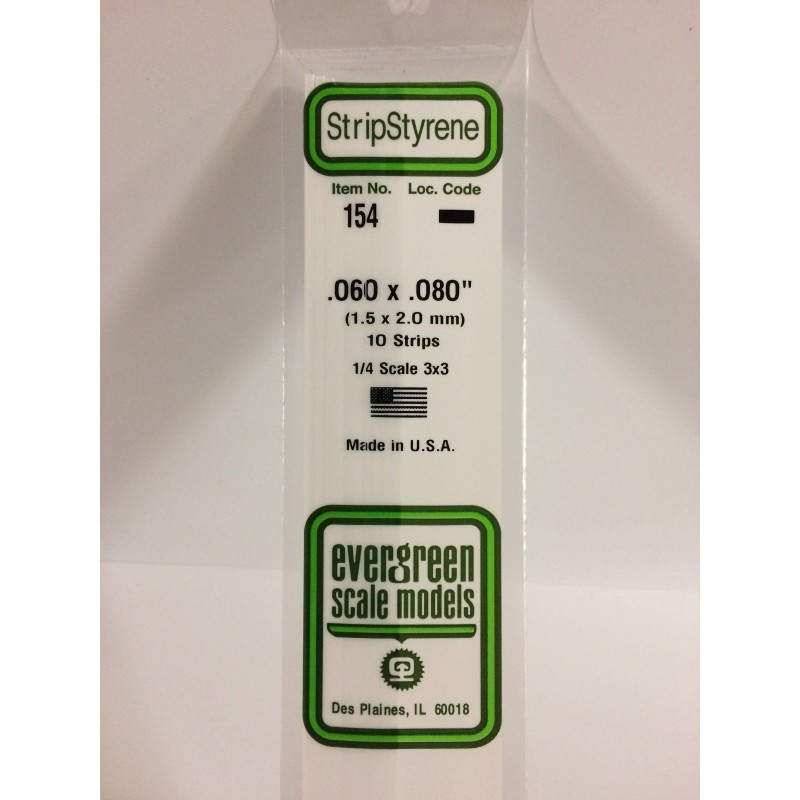 StripStyrene
Item No. Loc. Code
154
.060 x .080"
(1.5 x 2.0 mm)
10 Strips
1/4 Scale 3x3
Made in U.S.A.
evergreen
scale models
Des Plaines, IL 60018